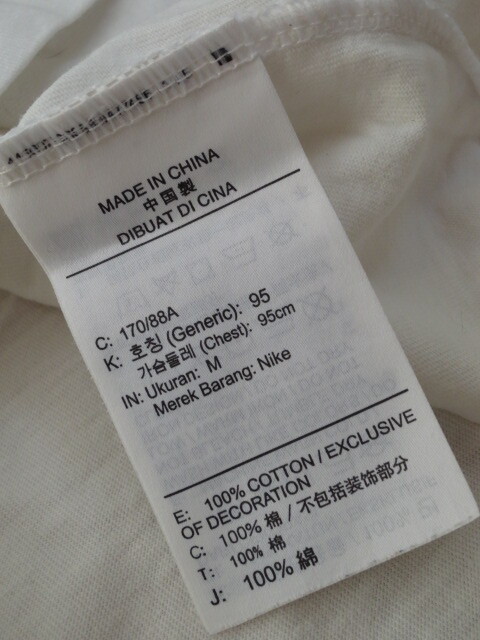 MADE IN CHINA
中国製
DIBUAT DI CINA
C: 170/88A
K: 호칭 (Generic): 95
가슴둘레 (Chest): 95cm
IN: Ukuran: M
Merek Barang: Nike
E: 100% COTTON / EXCLUSIVE
OF DECORATION
C: 100% 棉 / 不包括装饰部分
T: 100% 棉
J: 100% 綿